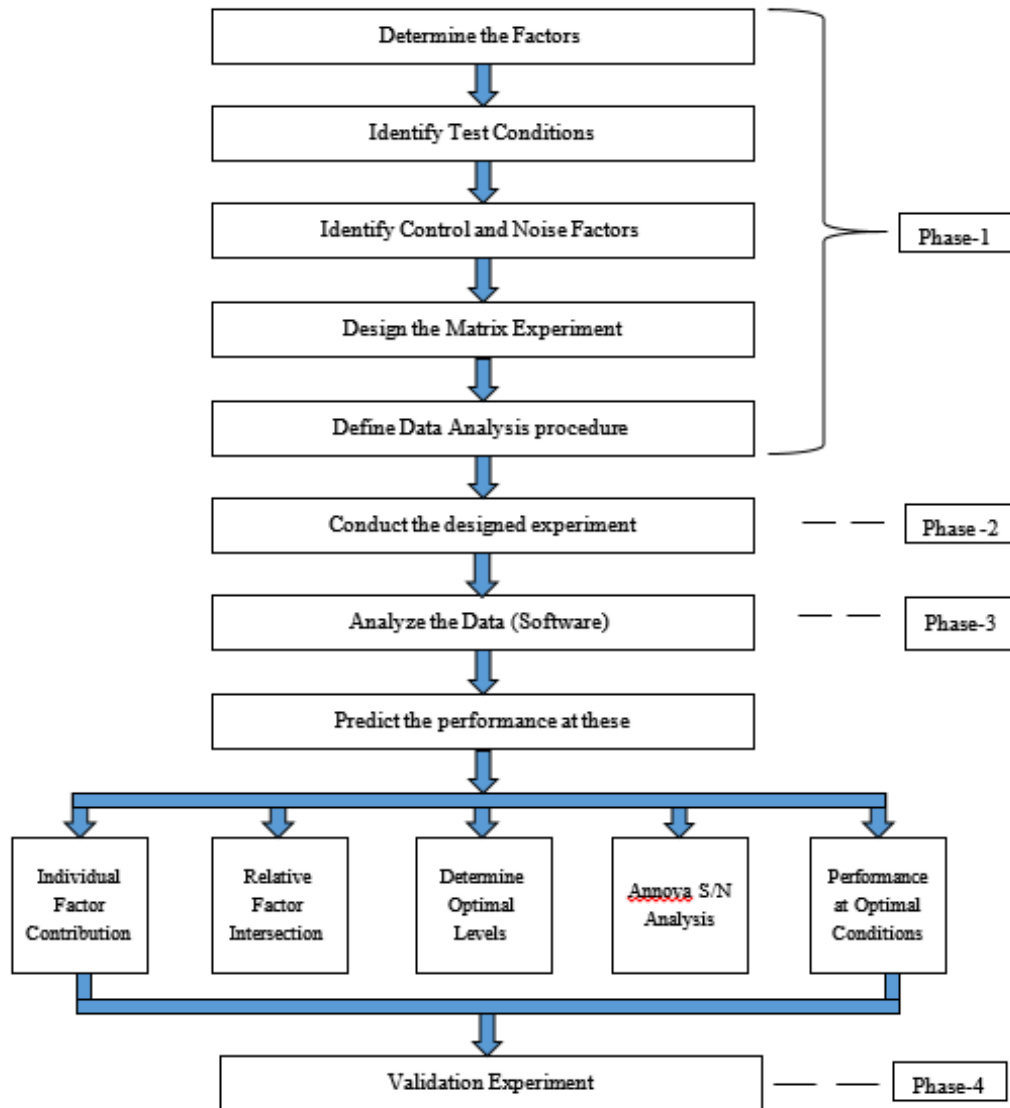 Determine the Factors
Identify Test Conditions
Identify Control and Noise Factors
Phase-1
Design the Matrix Experiment
Define Data Analysis procedure
Conduct the designed experiment
Phase -2
Analyze the Data (Software)
Phase-3
Predict the performance at these
Individual
Factor
Contribution
Relative
Factor
Intersection
Determine
Optimal
Levels
Annova S/N
Analysis
Performance
at Optimal
Conditions
Validation Experiment
Phase-4